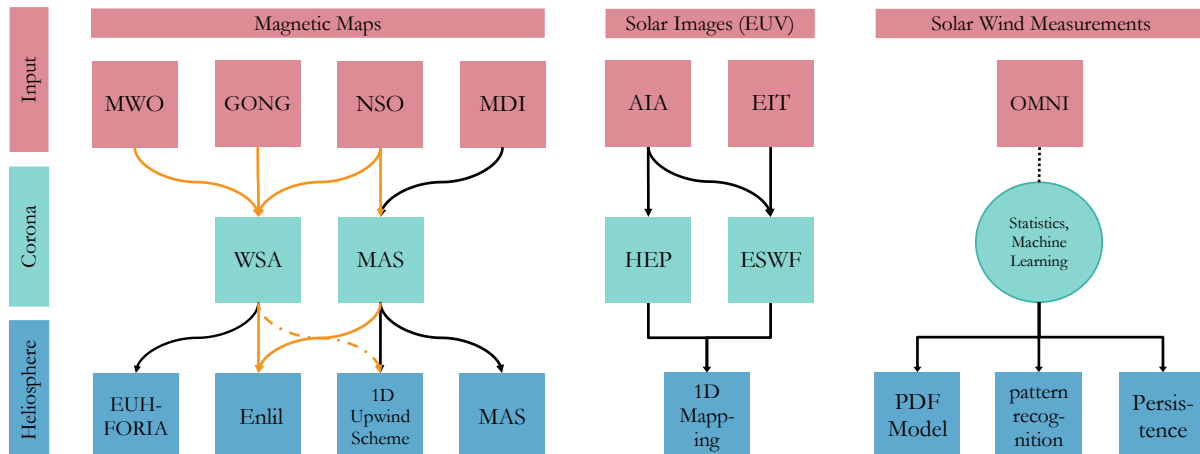 Magnetic Maps
Solar Images (EUV)
Solar Wind Measurements
Input
MWO
GONG
NSO
MDI
AIA
EIT
OMNI
Corona
WSA
MAS
HEP
ESWF
Statistics,
Machine
Learning
Heliosphere
EUH-
FORIA
Enlil
1D
Upwind
Scheme
MAS
1D
Mapp-
ing
PDF
Model
pattern
recog-
nition
Persis-
tence